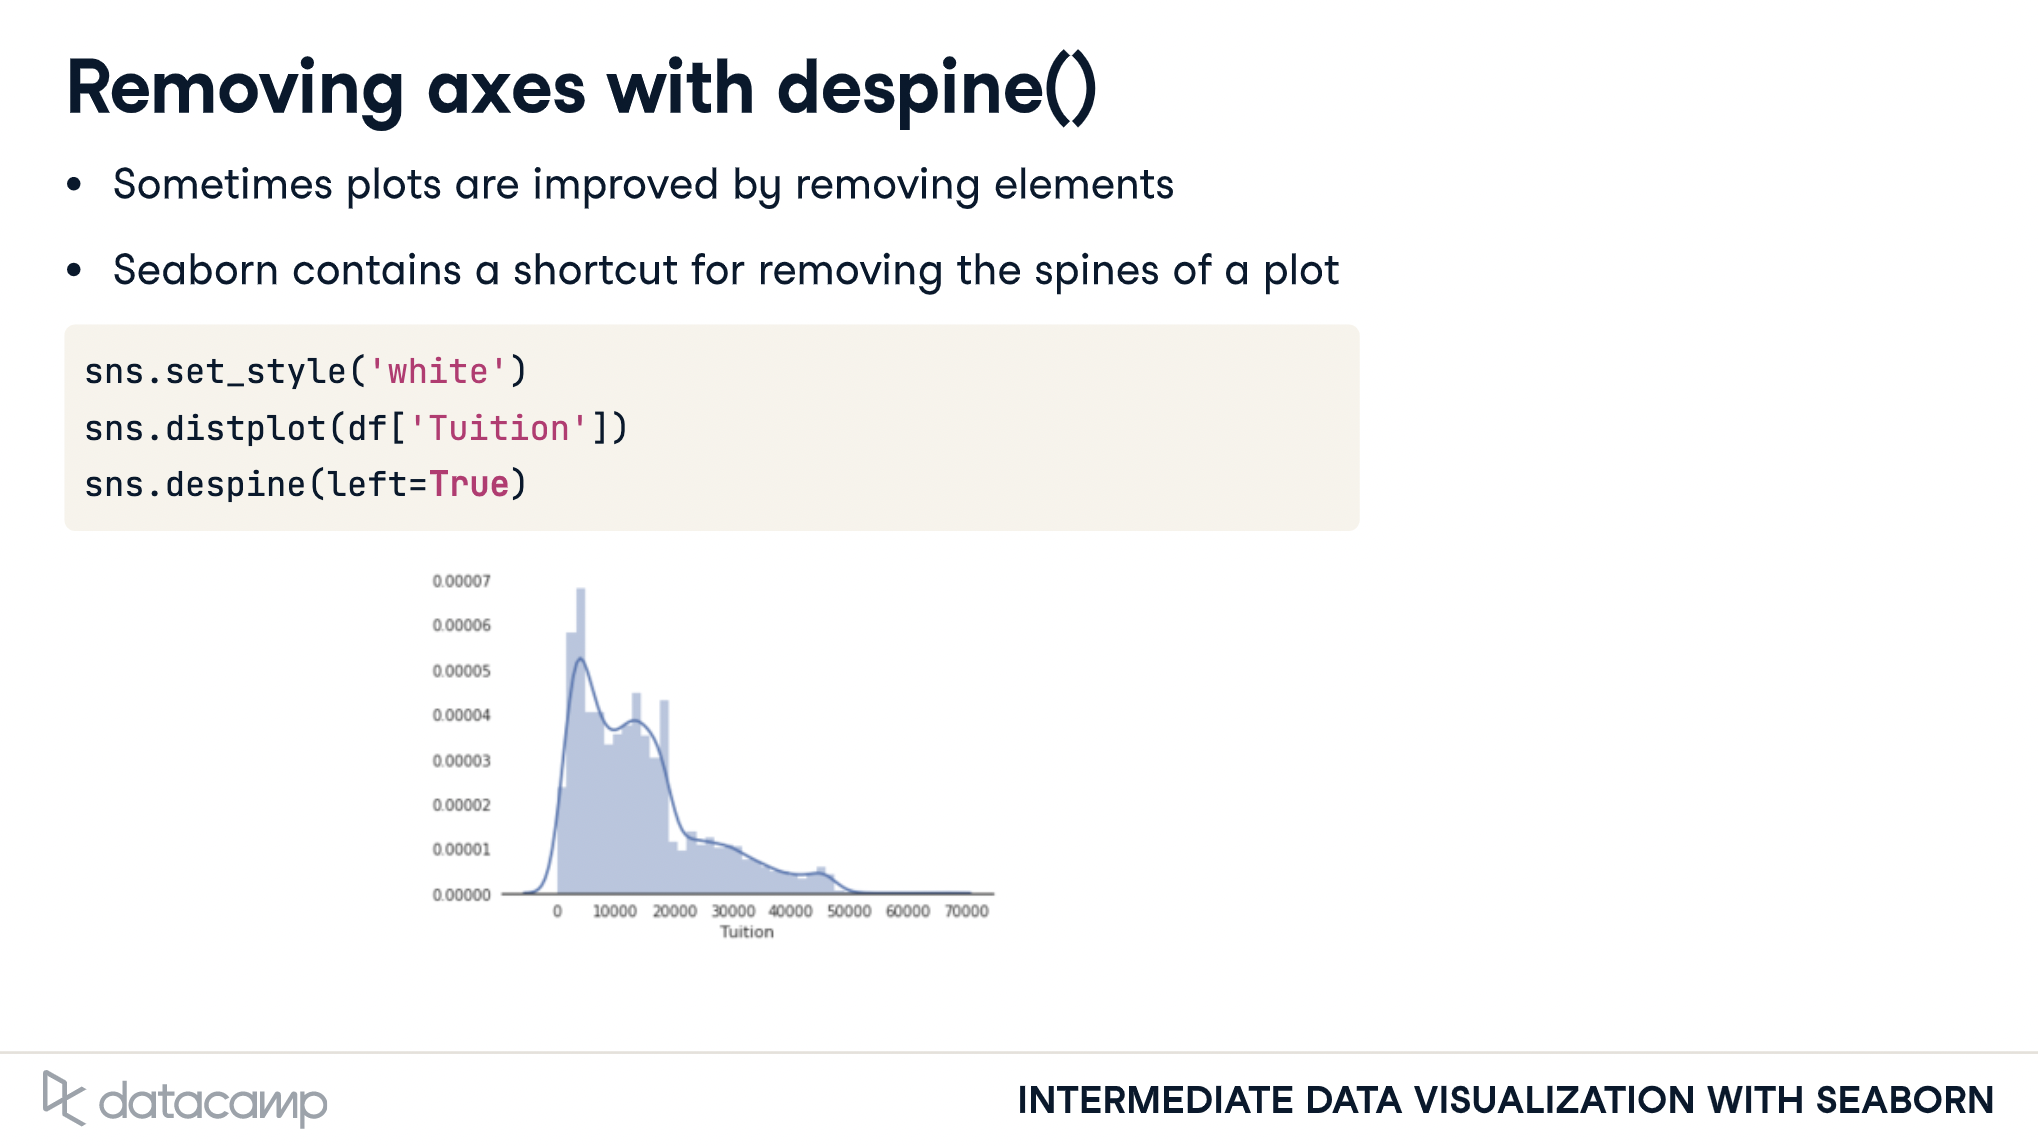 Removing axes with despine()
• Sometimes plots are improved by removing elements
• Seaborn contains a shortcut for removing the spines of a plot
sns.set_style('white')
sns.distplot(df['Tuition'])
sns.despine(left=True)
0.00007
0.00006
0.00005
0.00004
0.00003
0.00002
0.00001
0.00000
0 10000 20000 30000 40000 50000 60000 70000
Tuition
datacamp
INTERMEDIATE DATA VISUALIZATION WITH SEABORN